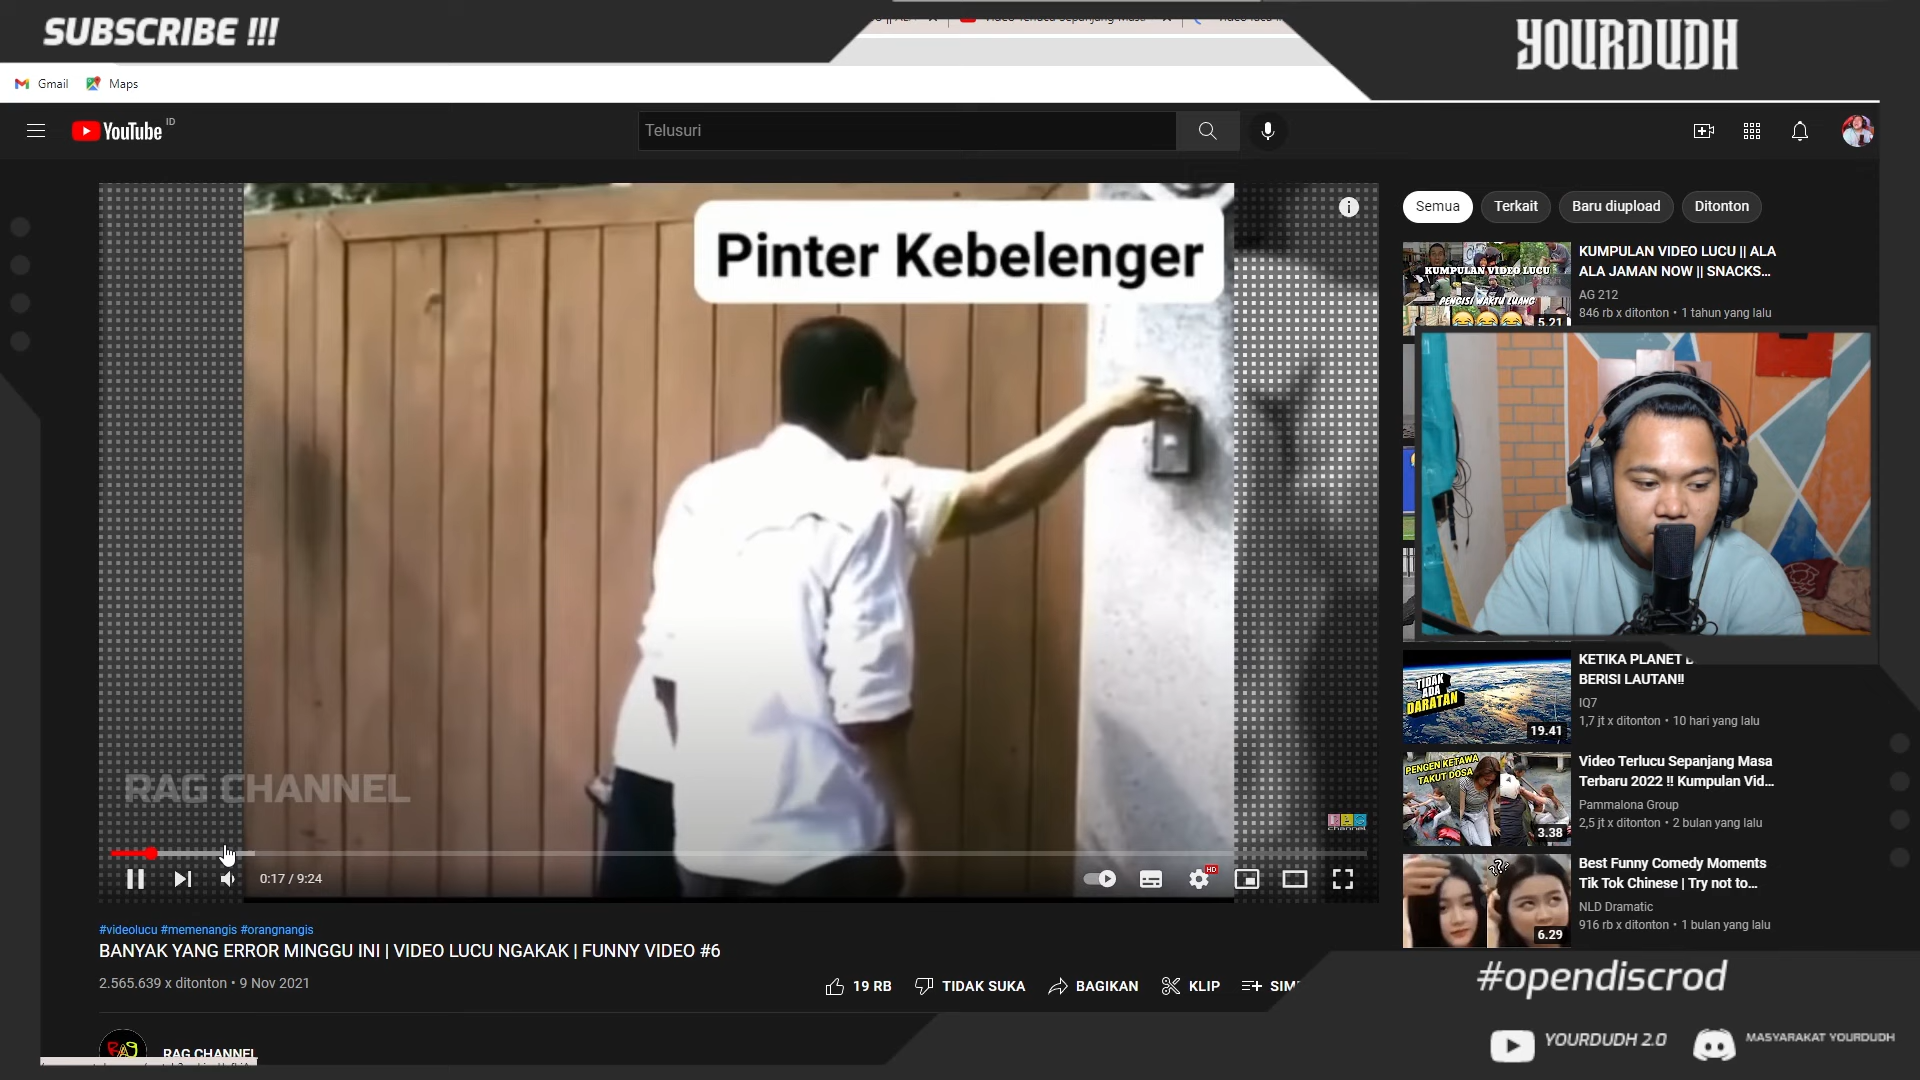 SUBSCRIBE !!!
YOURDUDH
Gmail
Maps
YouTube ID
Telusuri
Pinter Kebelenger
RAG CHANNEL
0:17 / 9:24
HD
#videolucu #memenangis #orangnangis
BANYAK YANG ERROR MINGGU INI | VIDEO LUCU NGAKAK | FUNNY VIDEO #6
2.565.639 x ditonton • 9 Nov 2021
19 RB
TIDAK SUKA
BAGIKAN
KLIP
RAG CHANNEL
Semua
Terkait
Baru diupload
Ditonton
KUMPULAN VIDEO LUCU
PENGISI WAKTU LUANG
5.21
KUMPULAN VIDEO LUCU || ALA
ALA JAMAN NOW || SNACKS...
AG 212
846 rb x ditonton • 1 tahun yang lalu
TIDAK
ADA
DARATAN
19.41
KETIKA PLANET
BERISI LAUTAN!!
IQ7
1,7 jt x ditonton • 10 hari yang lalu
PENGEN KETAWA
TAKUT DOSA
3.38
Video Terlucu Sepanjang Masa
Terbaru 2022 !! Kumpulan Vid...
Pammalona Group
2,5 jt x ditonton • 2 bulan yang lalu
6.29
Best Funny Comedy Moments
Tik Tok Chinese | Try not to...
NLD Dramatic
916 rb x ditonton • 1 bulan yang lalu
#opendiscrod
YOURDUDH 2.0
MASYARAKAT YOURDUDH